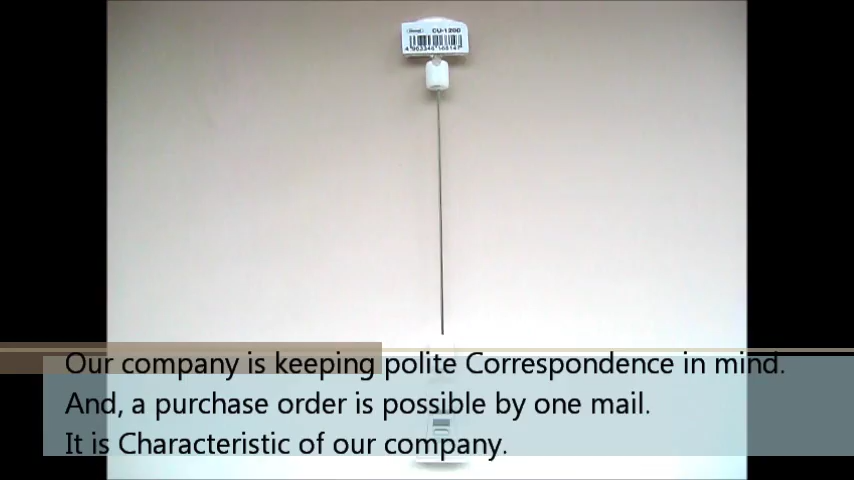 CU-1200
Our company is keeping polite Correspondence in mind.
And, a purchase order is possible by one mail.
It is Characteristic of our company.